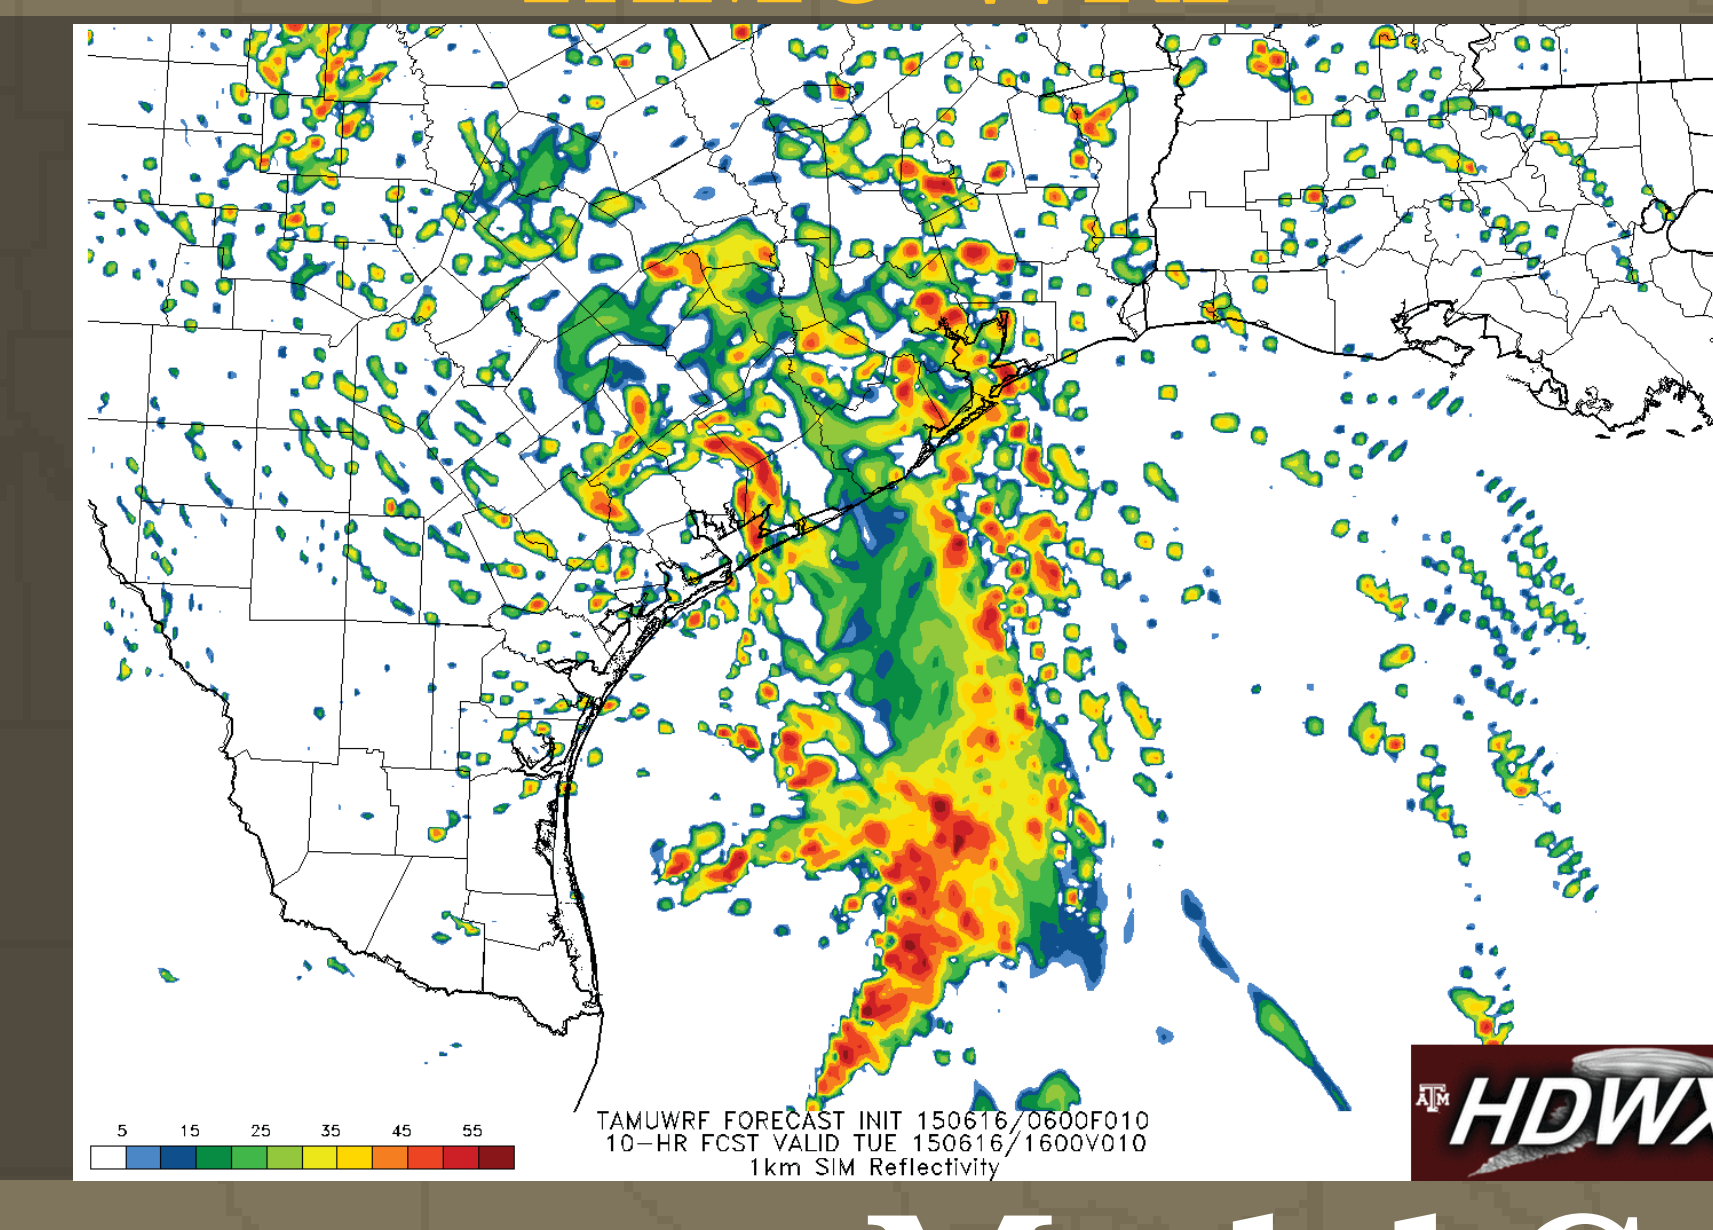 5 15 25 35 45 55
TAMUWRF FORECAST INIT 150616/0600F010
10-HR FCST VALID TUE 150616/1600V010
1km SIM Reflectivity
ATM HDWX